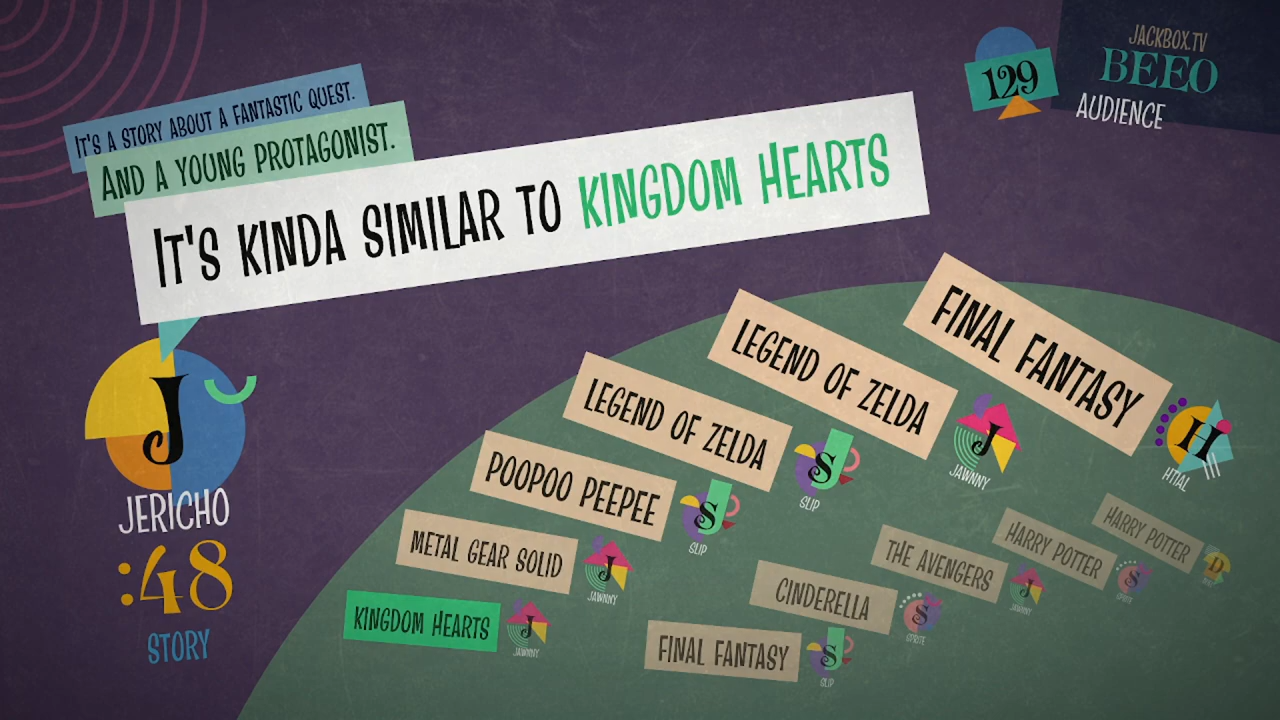 JACKBOX.TV
BEEO
129
AUDIENCE
IT'S A STORY ABOUT A FANTASTIC QUEST.
AND A YOUNG PROTAGONIST.
IT'S KINDA SIMILAR TO KINGDOM HEARTS
J
JERICHO
:48
STORY
FINAL FANTASY
H
HTIAL
LEGEND OF ZELDA
J
JAWNNY
LEGEND OF ZELDA
S
SLIP
POOPOO PEEPEE
S
SLIP
METAL GEAR SOLID
J
JAWNNY
KINGDOM HEARTS
J
JAWNNY
HARRY POTTER
D
HARRY POTTER
S
SPRITE
THE AVENGERS
J
JAWNNY
CINDERELLA
S
SPRITE
FINAL FANTASY
S
SLIP